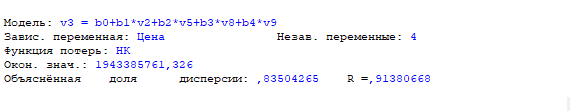 Модель: v3 = b0+b1*v2+b2*v5+b3*v8+b4*v9
Завис. переменная: Цена Незав. переменные: 4
Функция потерь: НК
Окон. знач.: 1943385761,326
Объяснённая доля дисперсии: ,83504265 R =,91380668